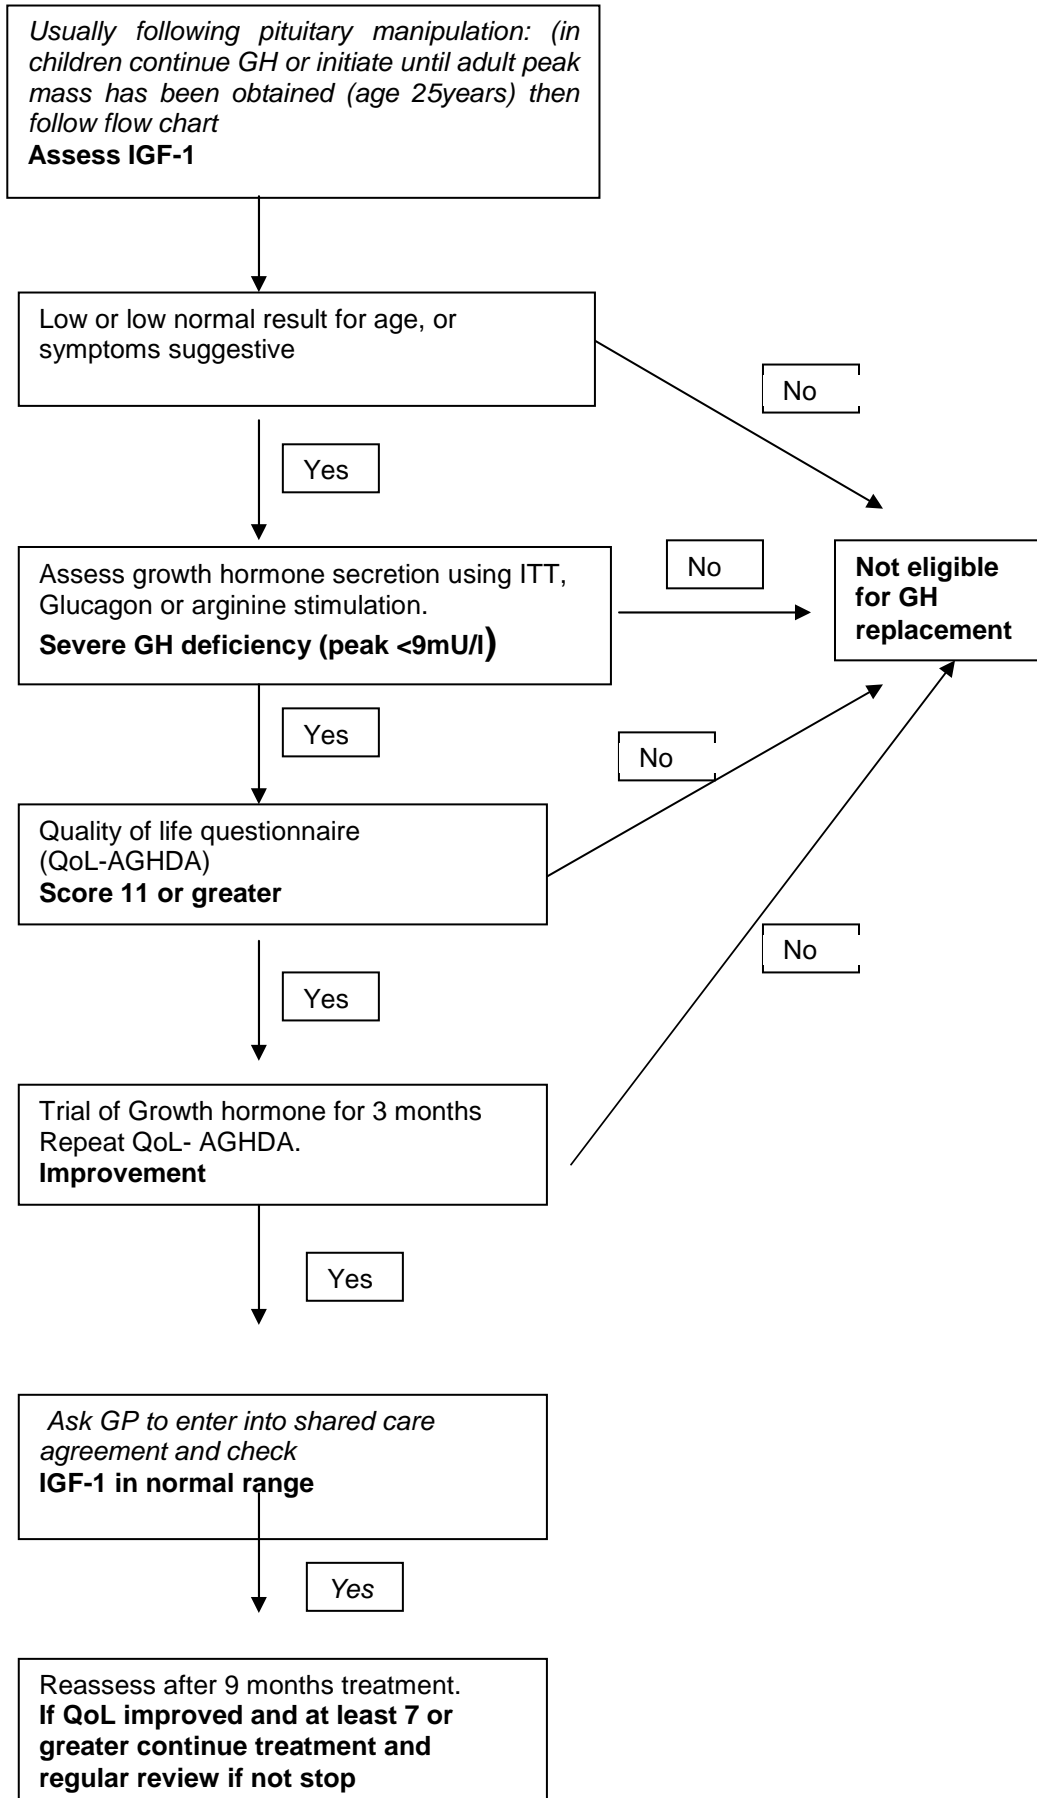 Usually following pituitary manipulation: (in
children continue GH or initiate until adult peak
mass has been obtained (age 25years) then
follow flow chart
Assess IGF-1
Low or low normal result for age, or
symptoms suggestive
No
Yes
Assess growth hormone secretion using ITT,
Glucagon or arginine stimulation.
Severe GH deficiency (peak <9mU/l)
No
Not eligible
for GH
replacement
Yes
No
Quality of life questionnaire
(QoL-AGHDA)
Score 11 or greater
No
Yes
Trial of Growth hormone for 3 months
Repeat QoL- AGHDA.
Improvement
Yes
Ask GP to enter into shared care
agreement and check
IGF-1 in normal range
Yes
Reassess after 9 months treatment.
If QoL improved and at least 7 or
greater continue treatment and
regular review if not stop